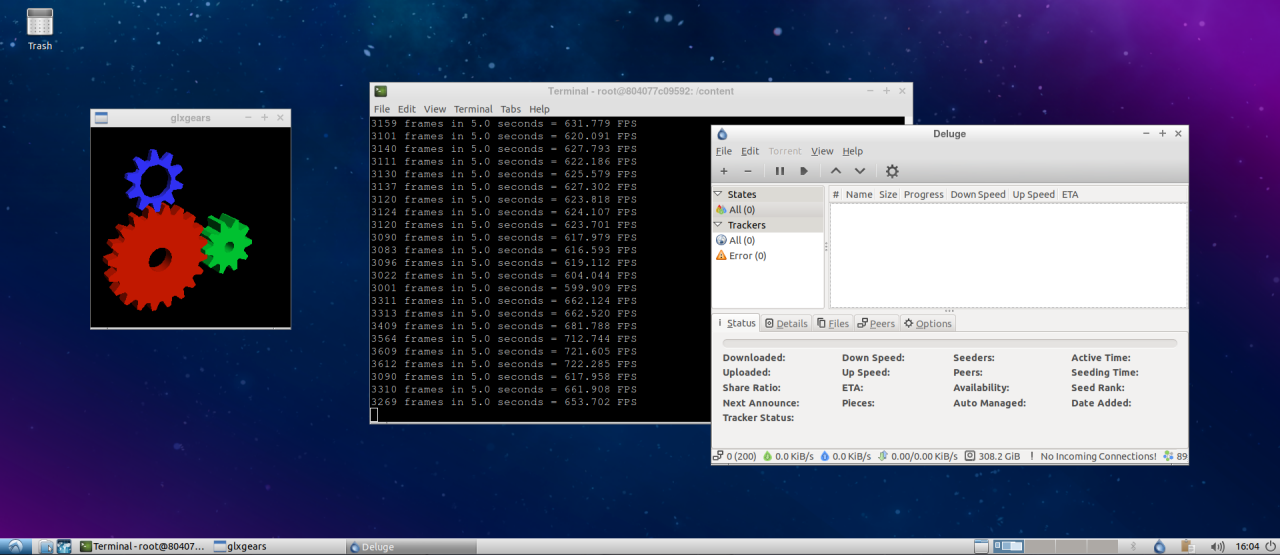 Trash
glxgears
Terminal - root@804077c09592: /content
File Edit View Terminal Tabs Help
3159 frames in 5.0 seconds = 631.779 FPS
3101 frames in 5.0 seconds = 620.091 FPS
3140 frames in 5.0 seconds = 627.793 FPS
3111 frames in 5.0 seconds = 622.186 FPS
3130 frames in 5.0 seconds = 625.579 FPS
3137 frames in 5.0 seconds = 627.302 FPS
3120 frames in 5.0 seconds = 623.818 FPS
3124 frames in 5.0 seconds = 624.107 FPS
3120 frames in 5.0 seconds = 623.701 FPS
3090 frames in 5.0 seconds = 617.979 FPS
3083 frames in 5.0 seconds = 616.593 FPS
3096 frames in 5.0 seconds = 619.112 FPS
3022 frames in 5.0 seconds = 604.044 FPS
3001 frames in 5.0 seconds = 599.909 FPS
3311 frames in 5.0 seconds = 662.124 FPS
3313 frames in 5.0 seconds = 662.520 FPS
3409 frames in 5.0 seconds = 681.788 FPS
3564 frames in 5.0 seconds = 712.744 FPS
3609 frames in 5.0 seconds = 721.605 FPS
3612 frames in 5.0 seconds = 722.285 FPS
3090 frames in 5.0 seconds = 617.958 FPS
3310 frames in 5.0 seconds = 661.908 FPS
3269 frames in 5.0 seconds = 653.702 FPS
Deluge
File Edit Torrent View Help
States
All (0)
Trackers
All (0)
Error (0)
# Name Size Progress Down Speed Up Speed ETA
Status Details Files Peers Options
Downloaded: Down Speed: Seeders: Active Time:
Uploaded: Up Speed: Peers: Seeding Time:
Share Ratio: ETA: Availability: Seed Rank:
Next Announce: Pieces: Auto Managed: Date Added:
Tracker Status:
0 (200) 0.0 KiB/s 0.0 KiB/s 0.00/0.00 KiB/s 308.2 GiB No Incoming Connections! 89
Terminal - root@80407... glxgears Deluge 16:04